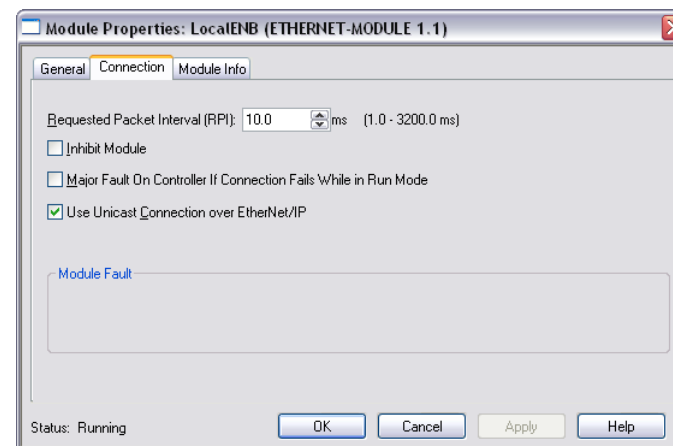 Module Properties: LocalENB (ETHERNET-MODULE 1.1)
General Connection Module Info
Requested Packet Interval (RPI): 10.0 ms (1.0 - 3200.0 ms)
Inhibit Module
Major Fault On Controller If Connection Fails While in Run Mode
Use Unicast Connection over EtherNet/IP
Module Fault
Status: Running OK Cancel Apply Help